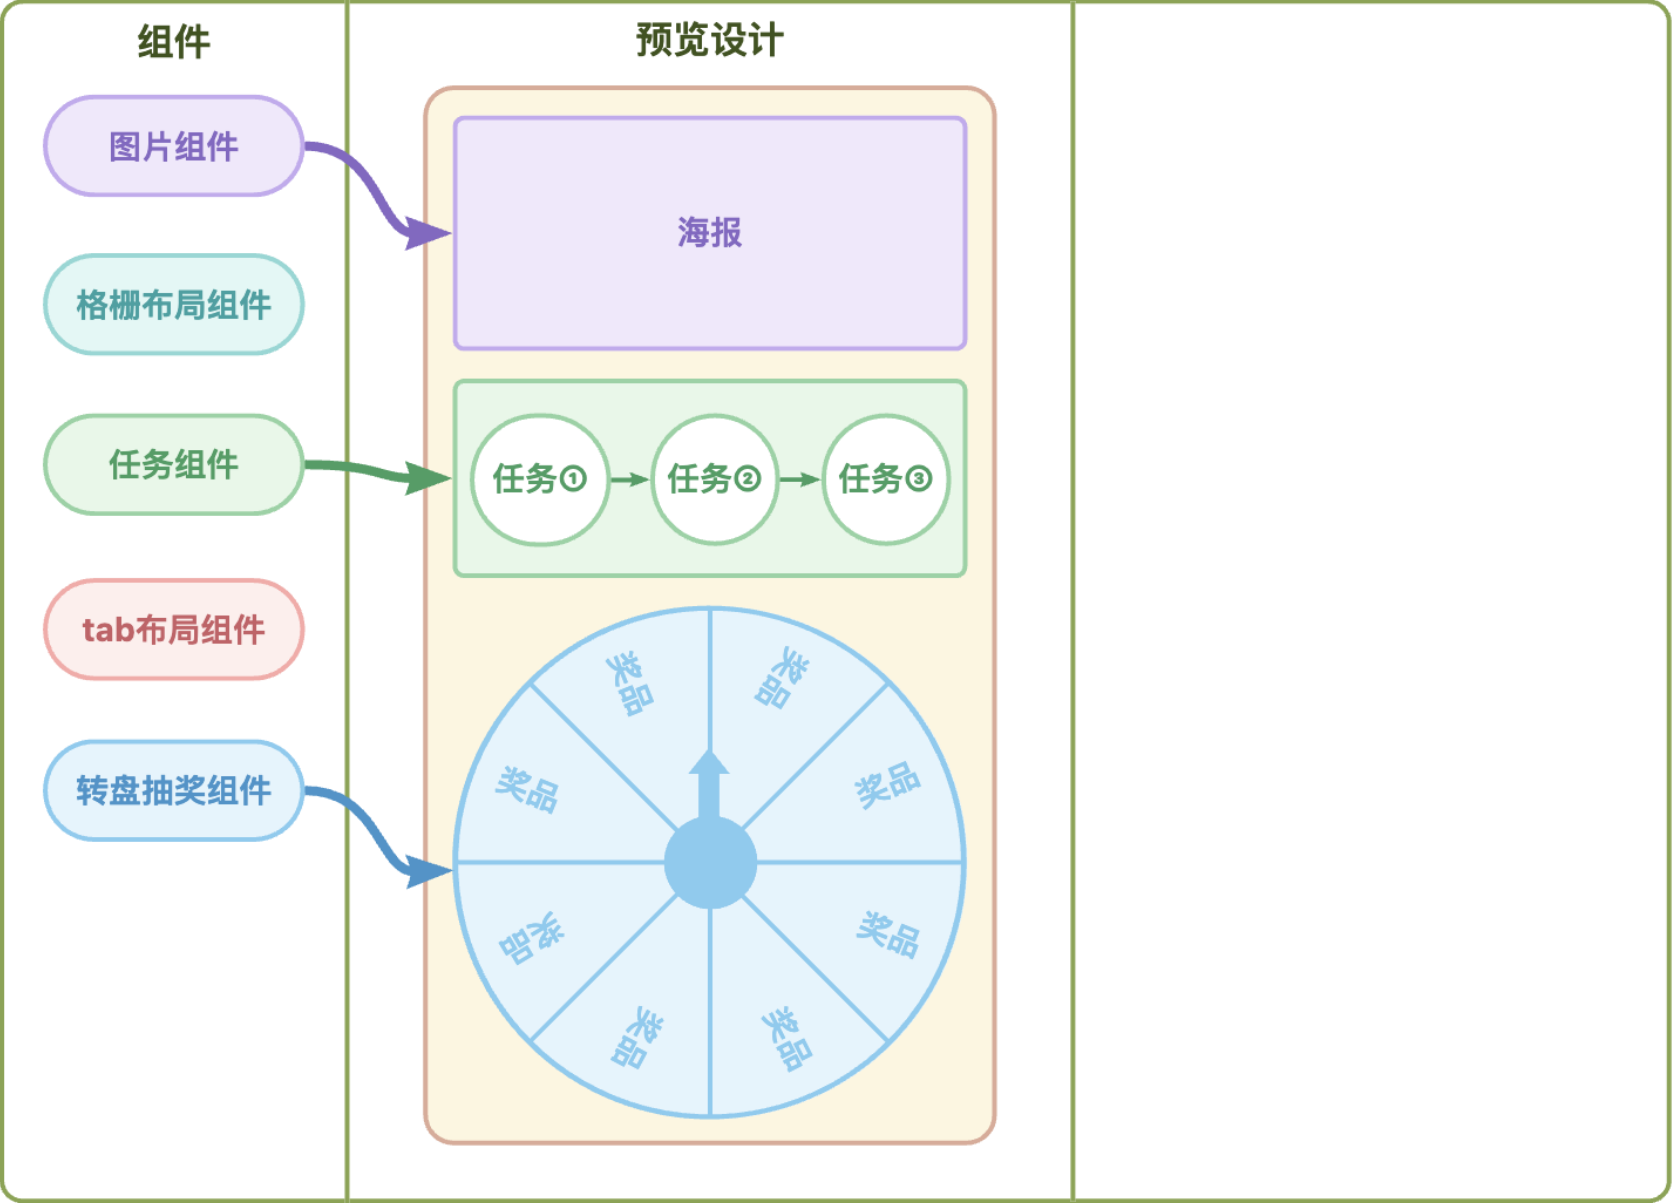 组件
图片组件
格栅布局组件
任务组件
tab布局组件
转盘抽奖组件
预览设计
海报
任务①
任务②
任务③
奖品
奖品
奖品
奖品
奖品
奖品
奖品
奖品